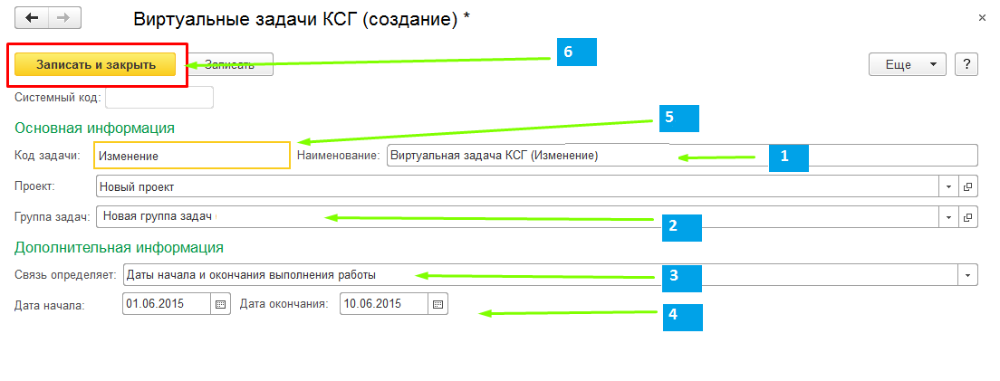 Виртуальные задачи КСГ (создание) *
6
Записать и закрыть
Записать
Еще
?
Системный код:
5
Основная информация
Код задачи: Изменение Наименование: Виртуальная задача КСГ (Изменение)
1
Проект: Новый проект
Группа задач: Новая группа задач
2
Дополнительная информация
Связь определяет: Даты начала и окончания выполнения работы
3
Дата начала: 01.06.2015 Дата окончания: 10.06.2015
4